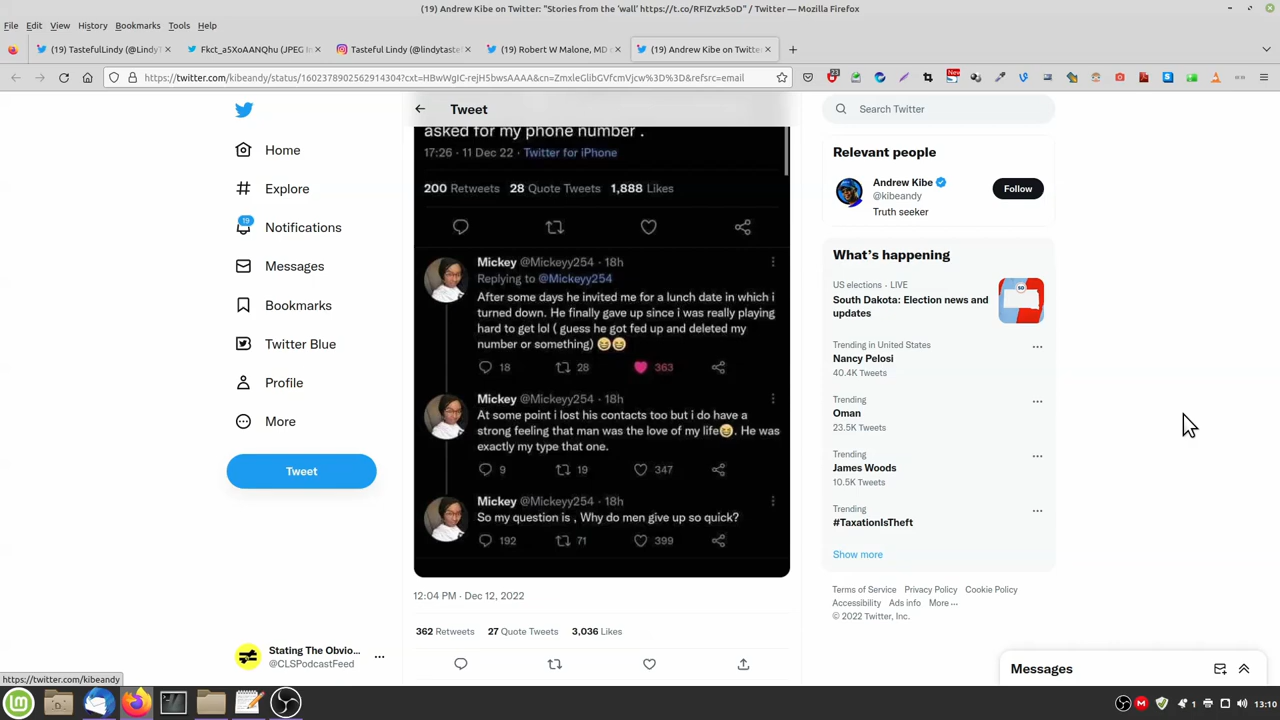 (19) Andrew Kibe on Twitter: "Stories from the 'wall' https://t.co/RFIZvzk5oD" / Twitter — Mozilla Firefox
File Edit View History Bookmarks Tools Help
(19) TastefulLindy (@LindyT
Fkct_a5XoAANQhu (JPEG In
Tasteful Lindy (@lindytaste
(19) Robert W Malone, MD
(19) Andrew Kibe on Twitte
https://twitter.com/kibeandy/status/1602378902562914304?cxt=HBwWgIC-rejH5bwsAAAA&cn=ZmxleGlibGVfcmVjcw%3D%3D&refsrc=email
23
New
Home
Explore
19
Notifications
Messages
Bookmarks
Twitter Blue
Profile
More
Tweet
Stating The Obvio...
@CLSPodcastFeed
Tweet
asked for my phone number .
17:26 · 11 Dec 22 · Twitter for iPhone
200 Retweets 28 Quote Tweets 1,888 Likes
Mickey @Mickeyy254 · 18h
Replying to @Mickeyy254
After some days he invited me for a lunch date in which i
turned down. He finally gave up since i was really playing
hard to get lol ( guess he got fed up and deleted my
number or something) 😆😆
18 28 363
Mickey @Mickeyy254 · 18h
At some point i lost his contacts too but i do have a
strong feeling that man was the love of my life😆. He was
exactly my type that one.
9 19 347
Mickey @Mickeyy254 · 18h
So my question is , Why do men give up so quick?
192 71 399
12:04 PM · Dec 12, 2022
362 Retweets 27 Quote Tweets 3,036 Likes
Search Twitter
Relevant people
Andrew Kibe
@kibeandy
Follow
Truth seeker
What's happening
US elections · LIVE
South Dakota: Election news and
updates
SD
Trending in United States
Nancy Pelosi
40.4K Tweets
Trending
Oman
23.5K Tweets
Trending
James Woods
10.5K Tweets
Trending
#TaxationIsTheft
Show more
Terms of Service Privacy Policy Cookie Policy
Accessibility Ads info More ...
© 2022 Twitter, Inc.
Messages
https://twitter.com/kibeandy
1
13:10